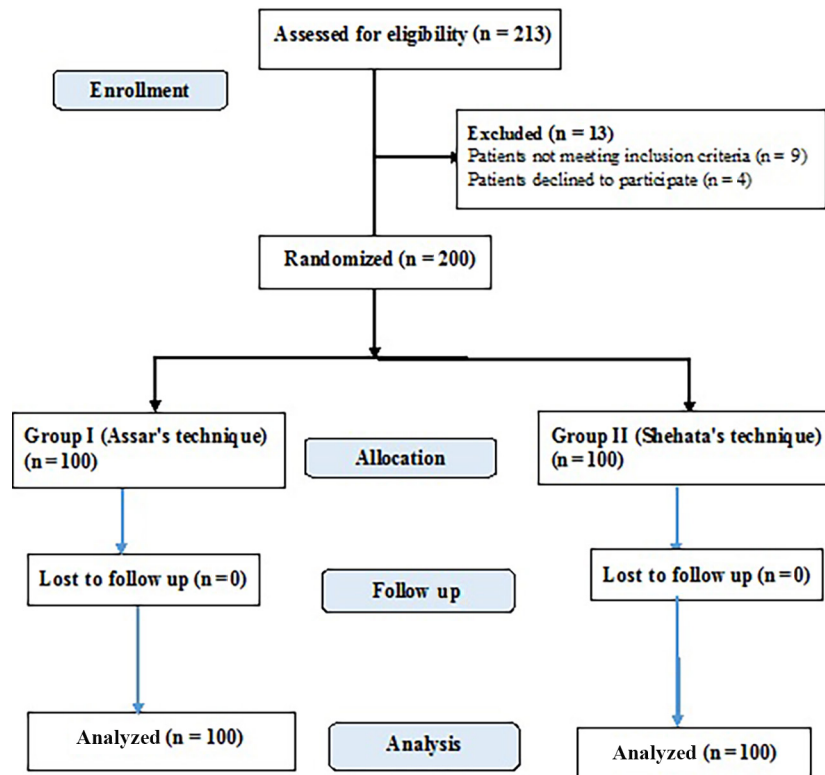 Assessed for eligibility (n = 213)
Enrollment
Excluded (n = 13)
Patients not meeting inclusion criteria (n = 9)
Patients declined to participate (n = 4)
Randomized (n = 200)
Group I (Assar's technique)
(n = 100)
Group II (Shehata's technique)
(n = 100)
Allocation
Lost to follow up (n = 0)
Lost to follow up (n = 0)
Follow up
Analyzed (n = 100)
Analysis
Analyzed (n = 100)